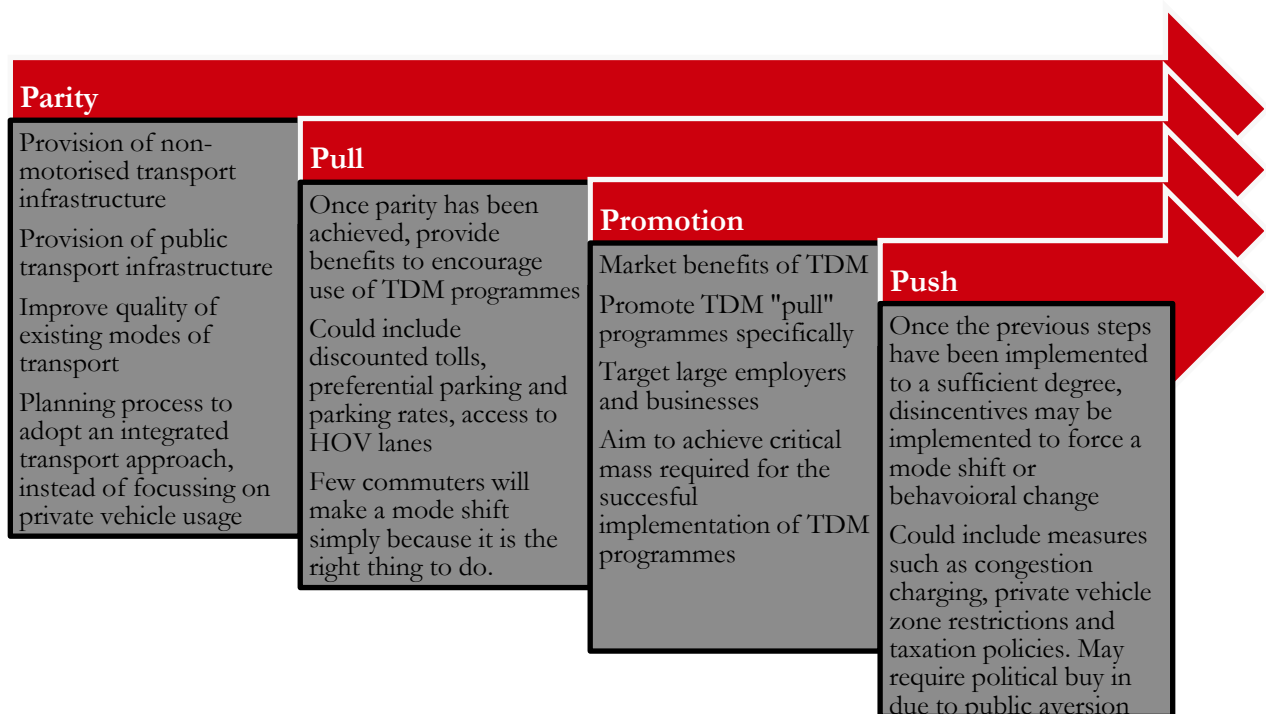 Parity
Provision of non-
motorised transport
infrastructure
Provision of public
transport infrastructure
Improve quality of
existing modes of
transport
Planning process to
adopt an integrated
transport approach,
instead of focussing on
private vehicle usage
Pull
Once parity has been
achieved, provide
benefits to encourage
use of TDM programmes
Could include
discounted tolls,
preferential parking and
parking rates, access to
HOV lanes
Few commuters will
make a mode shift
simply because it is the
right thing to do.
Promotion
Market benefits of TDM
Promote TDM "pull"
programmes specifically
Target large employers
and businesses
Aim to achieve critical
mass required for the
succesful
implementation of TDM
programmes
Push
Once the previous steps
have been implemented
to a sufficient degree,
disincentives may be
implemented to force a
mode shift or
behavoioral change
Could include measures
such as congestion
charging, private vehicle
zone restrictions and
taxation policies. May
require political buy in
due to public aversion